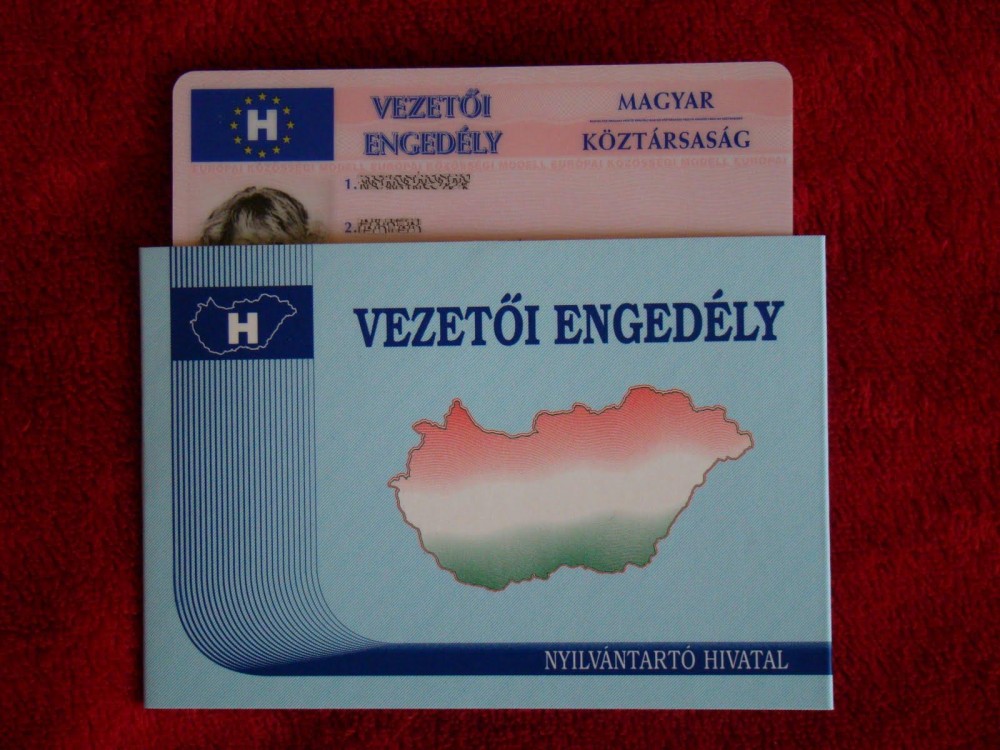 H
VEZETŐI
ENGEDÉLY
MAGYAR
KÖZTÁRSASÁG
1.
2.
H
VEZETŐI ENGEDÉLY
NYILVÁNTARTÓ HIVATAL